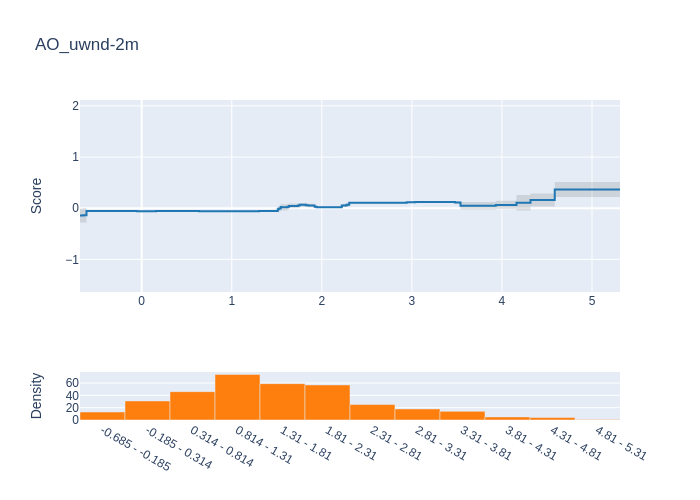 AO_uwnd-2m
2
1
0
−1
Score
0
1
2
3
4
5
60
40
20
0
Density
-0.685 - -0.185
-0.185 - 0.314
0.314 - 0.814
0.814 - 1.31
1.31 - 1.81
1.81 - 2.31
2.31 - 2.81
2.81 - 3.31
3.31 - 3.81
3.81 - 4.31
4.31 - 4.81
4.81 - 5.31